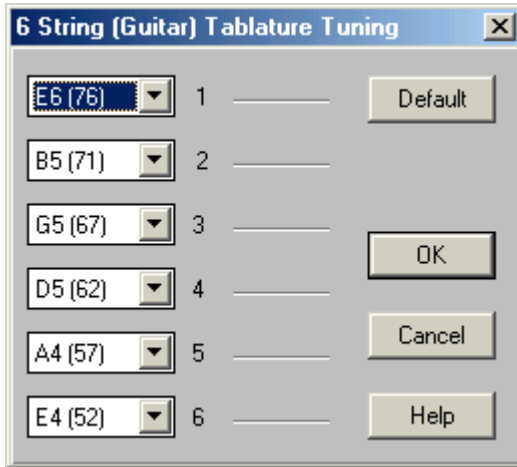 6 String (Guitar) Tablature Tuning
E6 (76) 1 Default
B5 (71) 2
G5 (67) 3
OK
D5 (62) 4
A4 (57) 5 Cancel
E4 (52) 6 Help